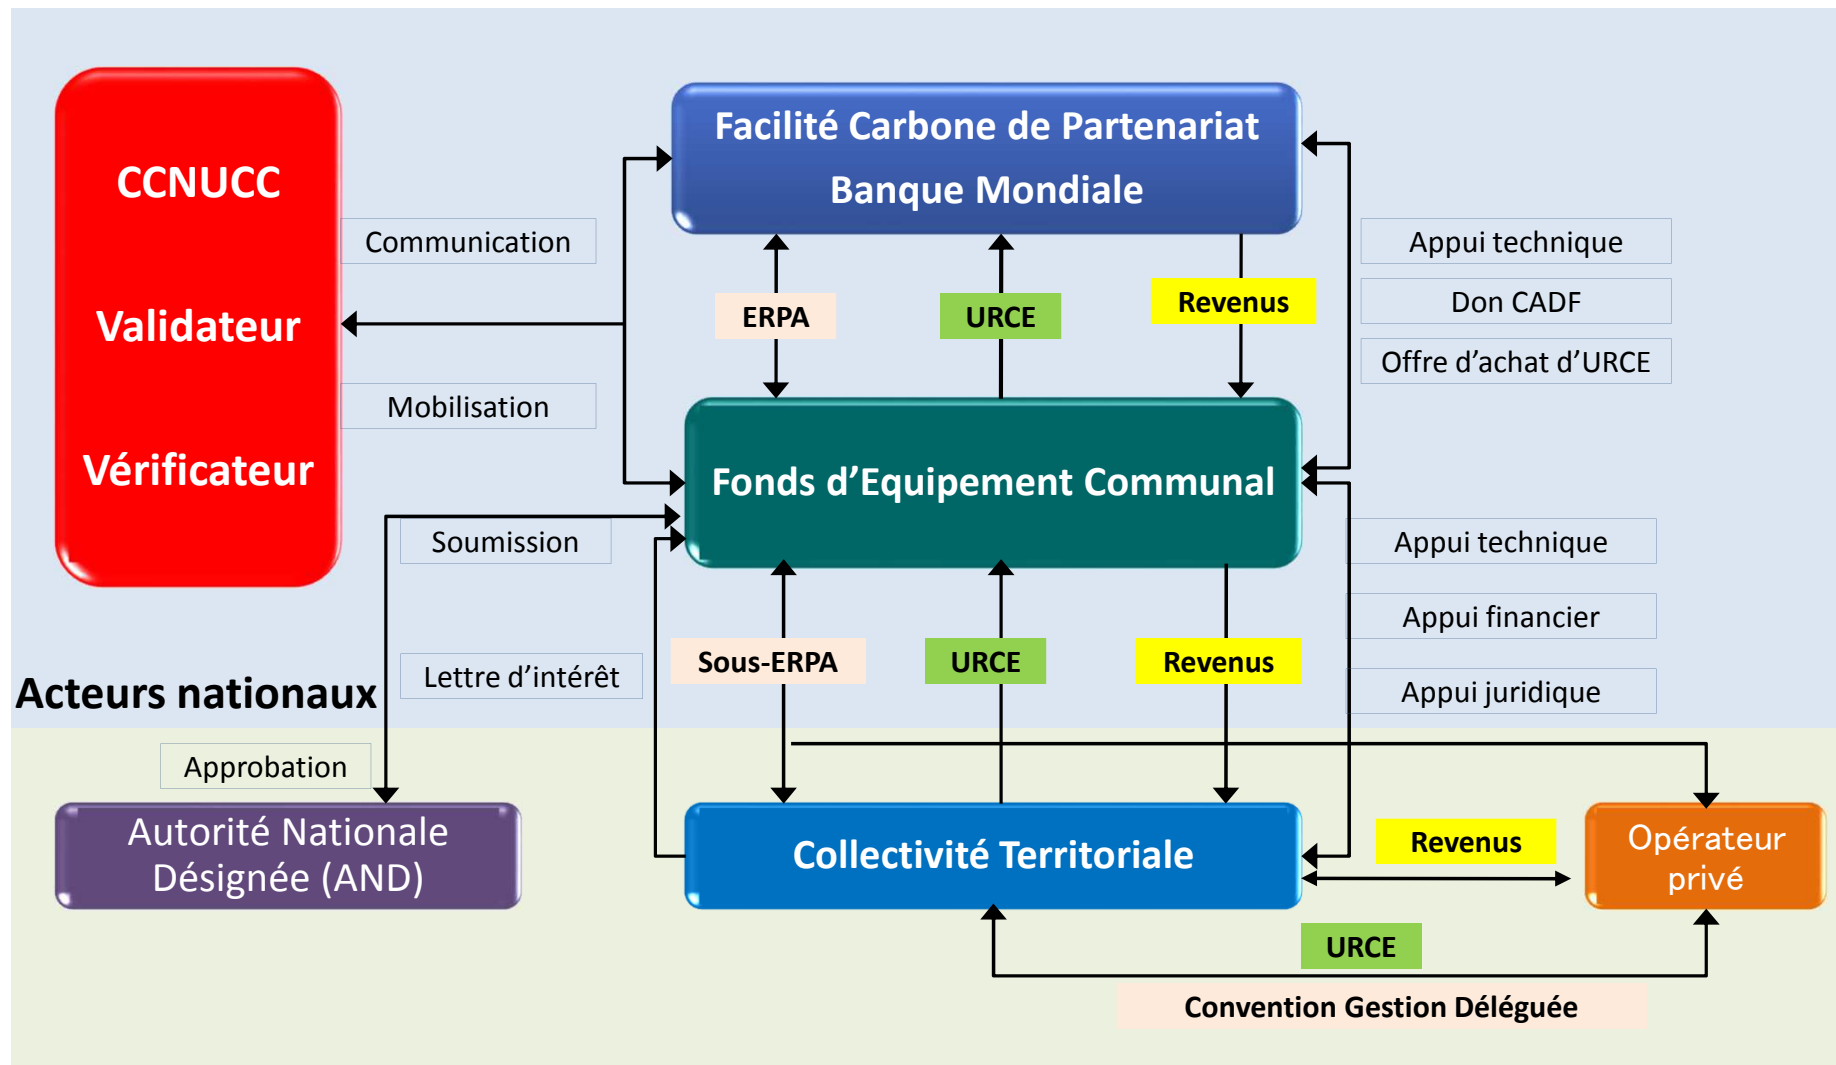 CCNUCC
Validateur
Vérificateur
Facilité Carbone de Partenariat
Banque Mondiale
Communication
Mobilisation
ERPA
URCE
Revenus
Appui technique
Don CADF
Offre d’achat d’URCE
Fonds d’Equipement Communal
Soumission
Lettre d’intérêt
Sous-ERPA
URCE
Revenus
Appui technique
Appui financier
Appui juridique
Acteurs nationaux
Approbation
Autorité Nationale
Désignée (AND)
Collectivité Territoriale
Revenus
Opérateur
privé
URCE
Convention Gestion Déléguée